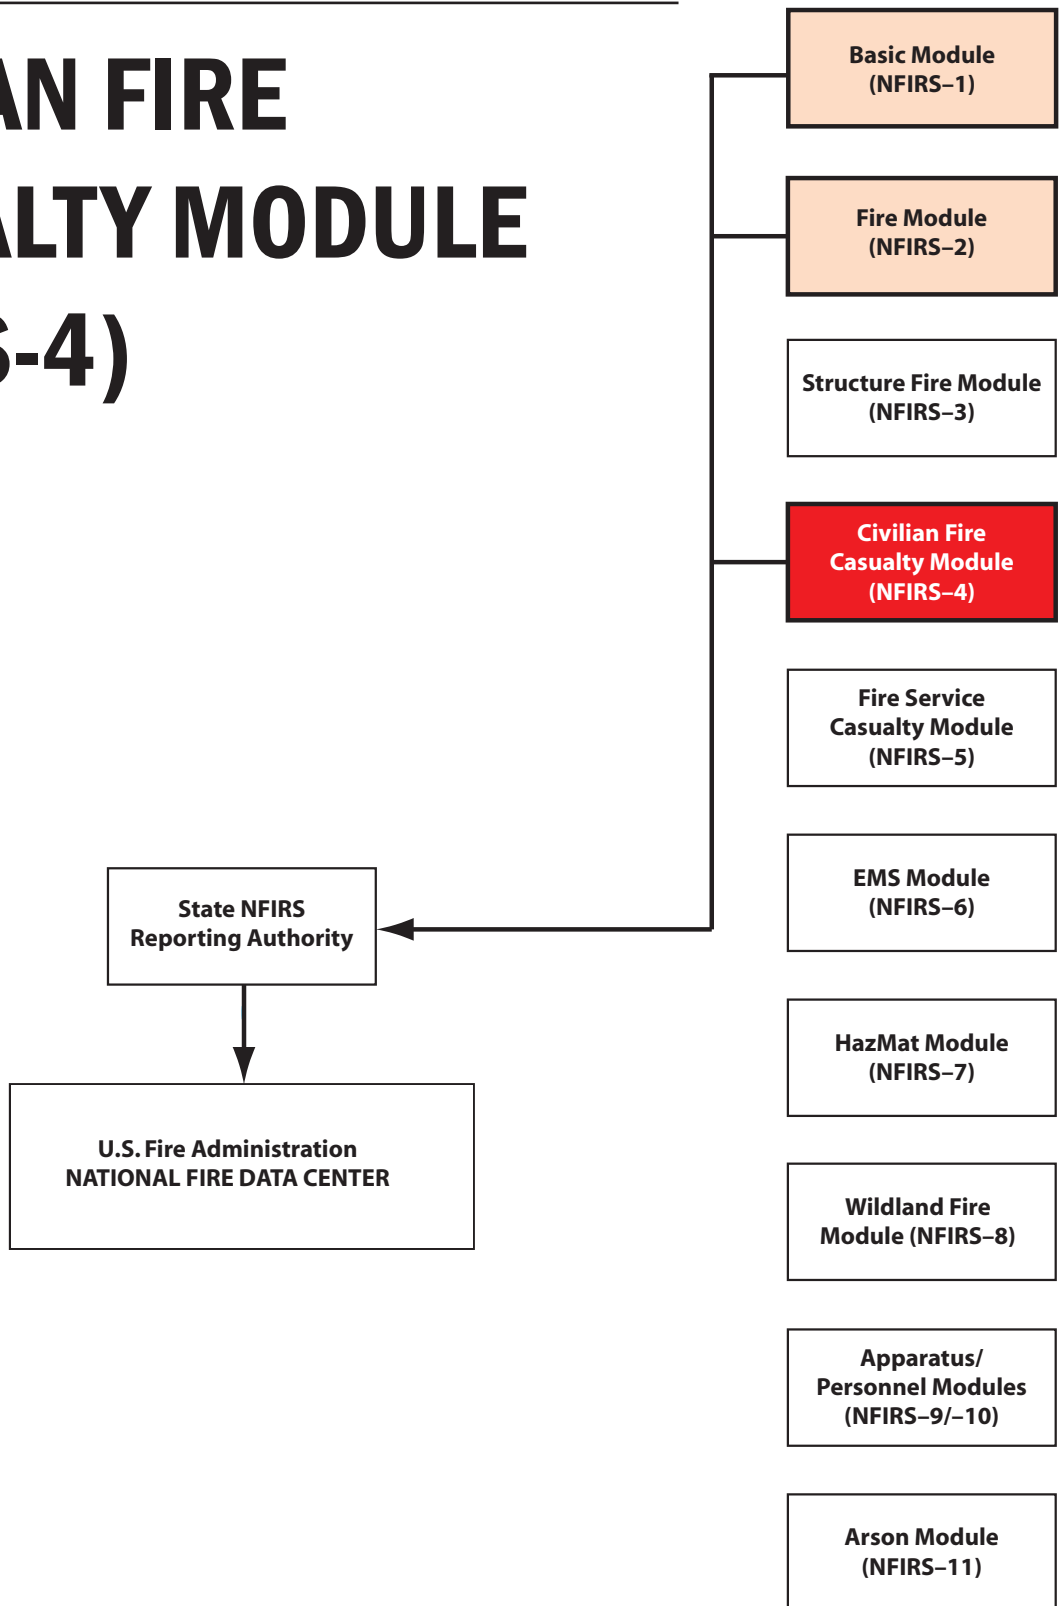 AN FIRE
ALTY MODULE
S-4)
Basic Module
(NFIRS–1)
Fire Module
(NFIRS–2)
Structure Fire Module
(NFIRS–3)
Civilian Fire
Casualty Module
(NFIRS–4)
Fire Service
Casualty Module
(NFIRS–5)
EMS Module
(NFIRS–6)
HazMat Module
(NFIRS–7)
Wildland Fire
Module (NFIRS–8)
Apparatus/
Personnel Modules
(NFIRS–9/–10)
Arson Module
(NFIRS–11)
State NFIRS
Reporting Authority
U.S. Fire Administration
NATIONAL FIRE DATA CENTER